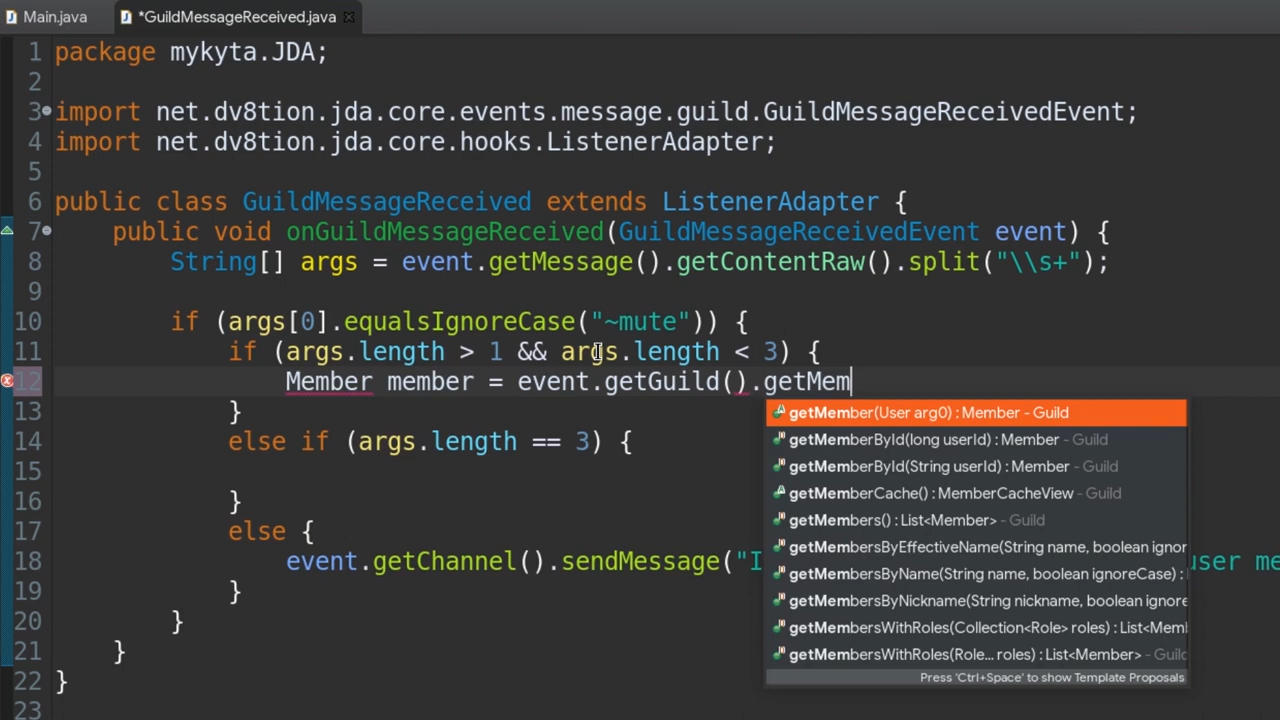 Main.java *GuildMessageReceived.java
1 package mykyta.JDA;
2
3 import net.dv8tion.jda.core.events.message.guild.GuildMessageReceivedEvent;
4 import net.dv8tion.jda.core.hooks.ListenerAdapter;
5
6 public class GuildMessageReceived extends ListenerAdapter {
7 public void onGuildMessageReceived(GuildMessageReceivedEvent event) {
8 String[] args = event.getMessage().getContentRaw().split("\\s+");
9
10 if (args[0].equalsIgnoreCase("~mute")) {
11 if (args.length > 1 && args.length < 3) {
12 Member member = event.getGuild().getMem
13 }
14 else if (args.length == 3) {
15
16 }
17 else {
18 event.getChannel().sendMessage("I user me
19 }
20 }
21 }
22 }
23
getMember(User arg0) : Member - Guild
getMemberById(long userId) : Member - Guild
getMemberById(String userId) : Member - Guild
getMemberCache() : MemberCacheView - Guild
getMembers() : List<Member> - Guild
getMembersByEffectiveName(String name, boolean ignor
getMembersByName(String name, boolean ignoreCase) :
getMembersByNickname(String nickname, boolean ignore
getMembersWithRoles(Collection<Role> roles) : List<Mem
getMembersWithRoles(Role... roles) : List<Member> - Guild
Press 'Ctrl+Space' to show Template Proposals